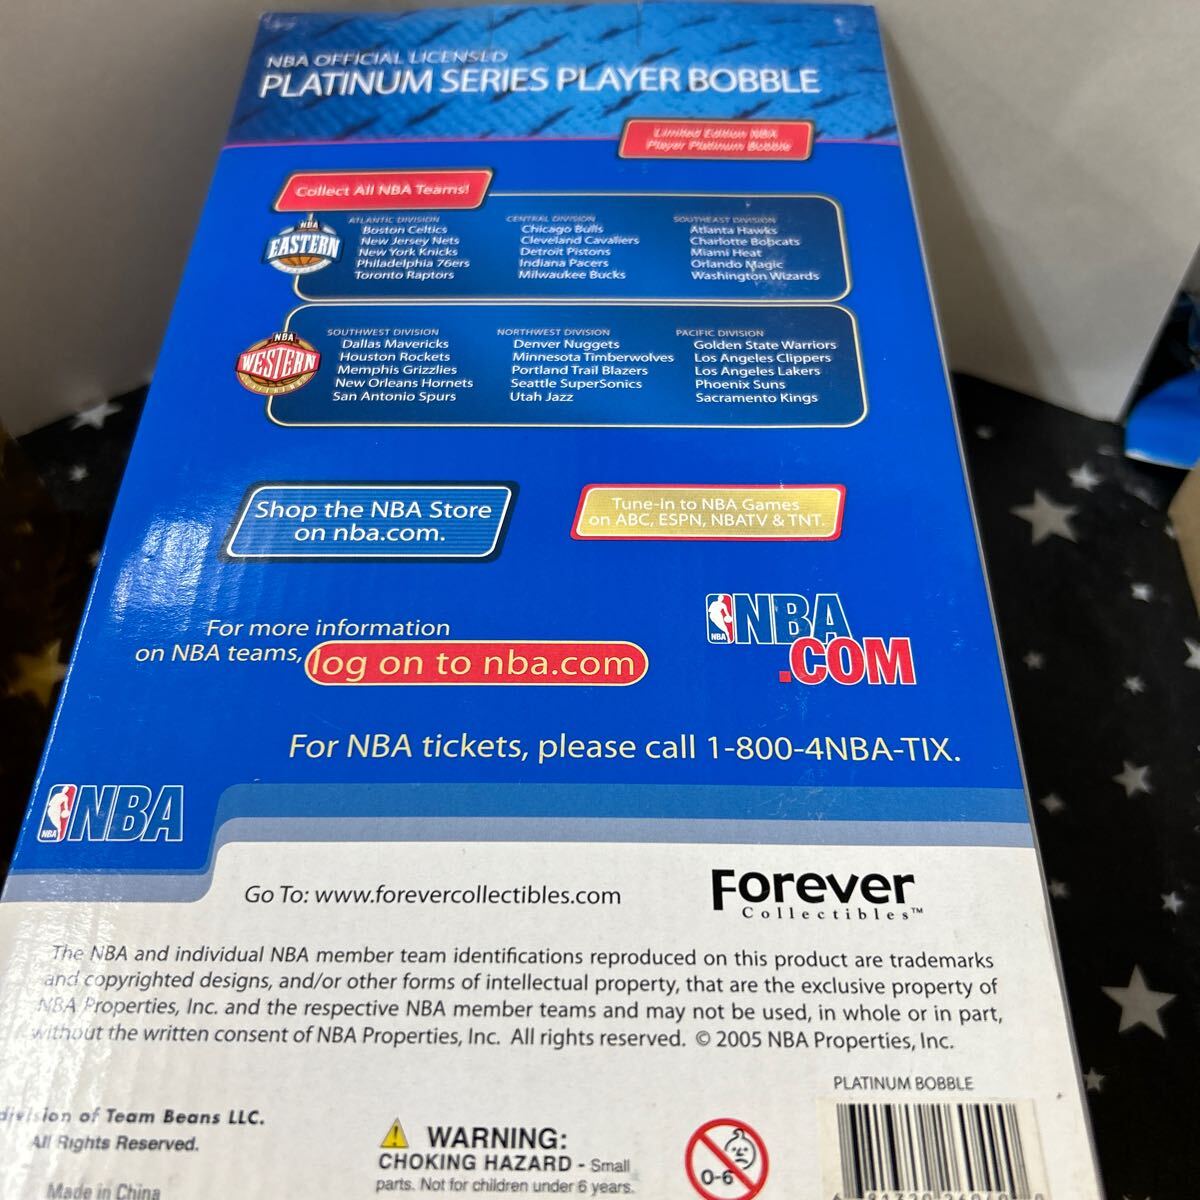 NBA OFFICIAL LICENSED
PLATINUM SERIES PLAYER BOBBLE
Limited Edition NBA
Player Platinum Bobble
Collect All NBA Teams!
NBA
EASTERN
ATLANTIC DIVISION
Boston Celtics
New Jersey Nets
New York Knicks
Philadelphia 76ers
Toronto Raptors
CENTRAL DIVISION
Chicago Bulls
Cleveland Cavaliers
Detroit Pistons
Indiana Pacers
Milwaukee Bucks
SOUTHEAST DIVISION
Atlanta Hawks
Charlotte Bobcats
Miami Heat
Orlando Magic
Washington Wizards
NBA
WESTERN
SOUTHWEST DIVISION
Dallas Mavericks
Houston Rockets
Memphis Grizzlies
New Orleans Hornets
San Antonio Spurs
NORTHWEST DIVISION
Denver Nuggets
Minnesota Timberwolves
Portland Trail Blazers
Seattle SuperSonics
Utah Jazz
PACIFIC DIVISION
Golden State Warriors
Los Angeles Clippers
Los Angeles Lakers
Phoenix Suns
Sacramento Kings
Shop the NBA Store
on nba.com.
Tune-In to NBA Games
on ABC, ESPN, NBATV & TNT.
For more information
on NBA teams, log on to nba.com
NBA
NBA
.COM
For NBA tickets, please call 1-800-4NBA-TIX.
NBA
NBA
Go To: www.forevercollectibles.com
Forever
Collectibles™
The NBA and individual NBA member team identifications reproduced on this product are trademarks
and copyrighted designs, and/or other forms of intellectual property, that are the exclusive property of
NBA Properties, Inc. and the respective NBA member teams and may not be used, in whole or in part,
without the written consent of NBA Properties, Inc. All rights reserved. © 2005 NBA Properties, Inc.
PLATINUM BOBBLE
division of Team Beans LLC.
All Rights Reserved.
Made in China
WARNING:
CHOKING HAZARD - Small
parts. Not for children under 6 years.
0-6